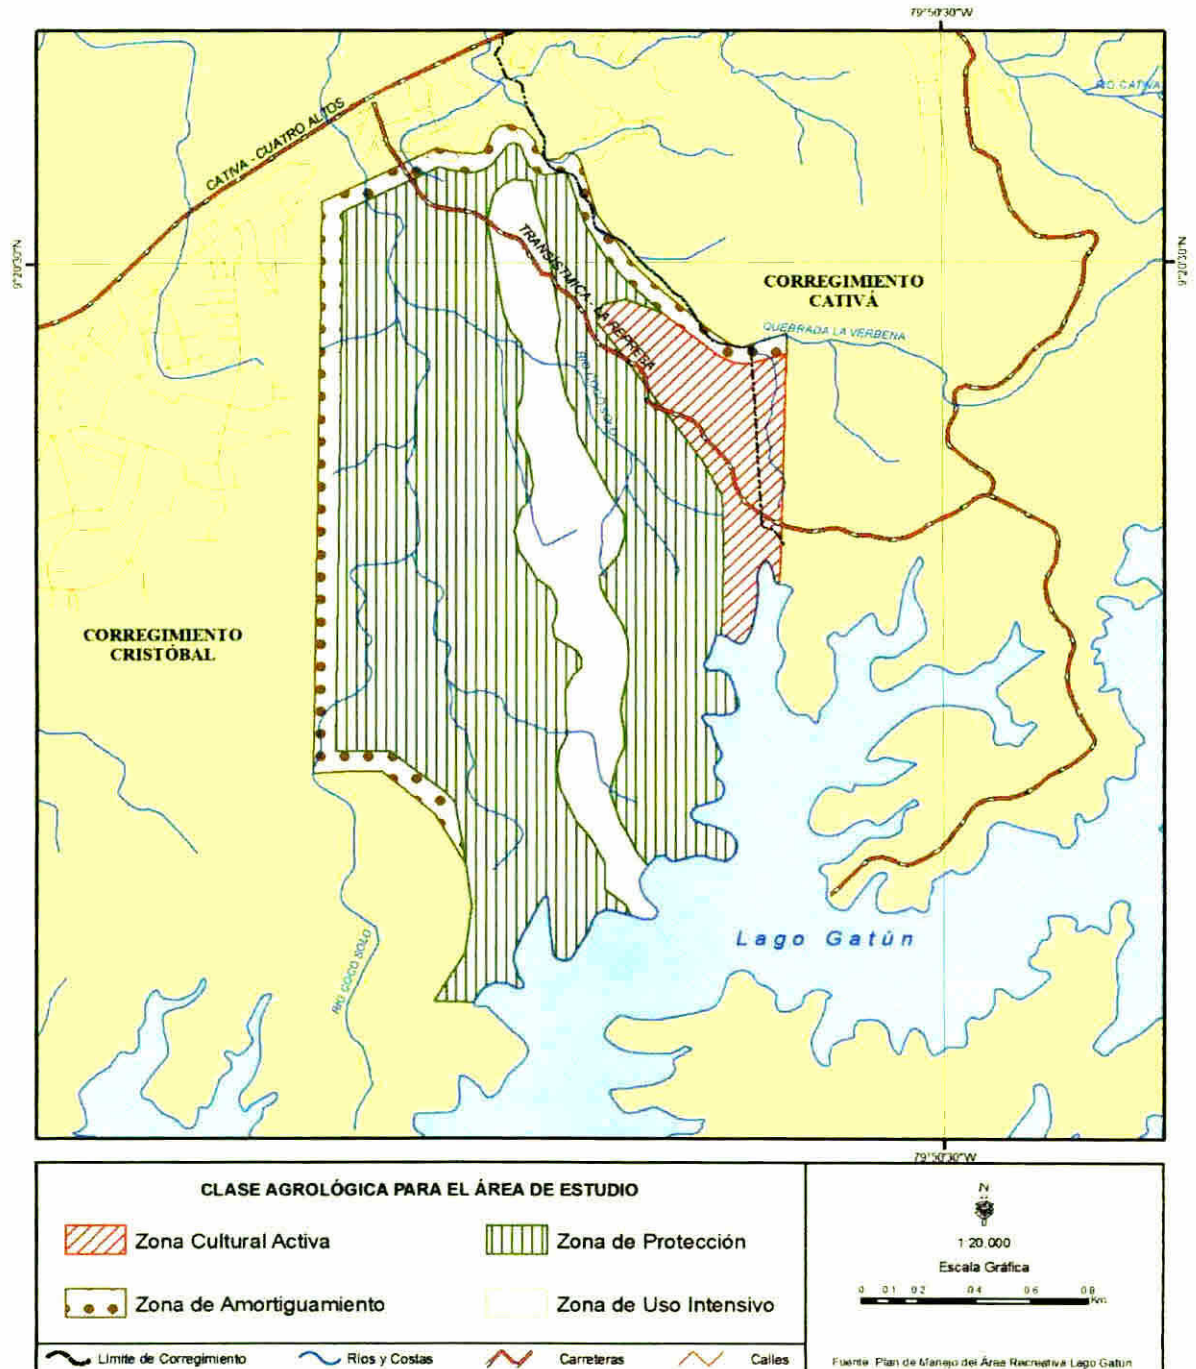 79°50'30"W
RIO CATIVA
CATIVA - CUATRO ALTOS
9°20'30"N
9°20'30"N
TRANSISTMICA - LA REPRESA
CORREGIMIENTO
CATIVÁ
QUEBRADA LA VERBENA
RIO COCO SOLO
CORREGIMIENTO
CRISTÓBAL
Lago Gatún
RIO COCO SOLO
79°50'30"W
CLASE AGROLÓGICA PARA EL ÁREA DE ESTUDIO
Zona Cultural Activa
Zona de Protección
Zona de Amortiguamiento
Zona de Uso Intensivo
N
1:20.000
Escala Gráfica
0 0.1 0.2 0.4 0.6 0.8
Km.
Límite de Corregimiento
Ríos y Costas
Carreteras
Calles
Fuente: Plan de Manejo del Área Recreativa Lago Gatún